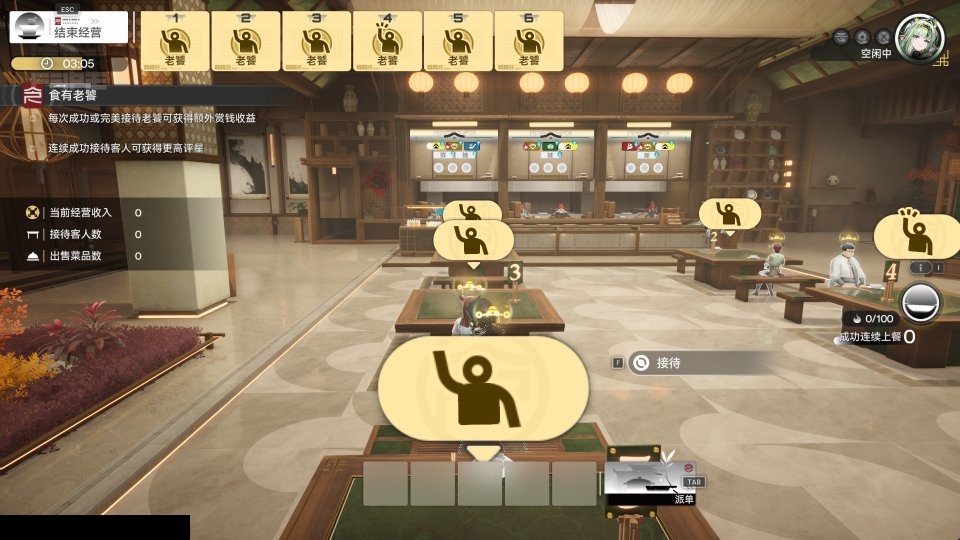 ESC
结束经营
03:05
1
老饕
2
老饕
3
老饕
4
老饕
5
老饕
6
老饕
空闲中
食有老饕
每次成功或完美接待老饕可获得额外赏钱收益
连续成功接待客人可获得更高评星
当前经营收入 0
接待客人数 0
出售菜品数 0
2
3
4
0/100
成功连续上餐 0
F 接待
TAB
派单